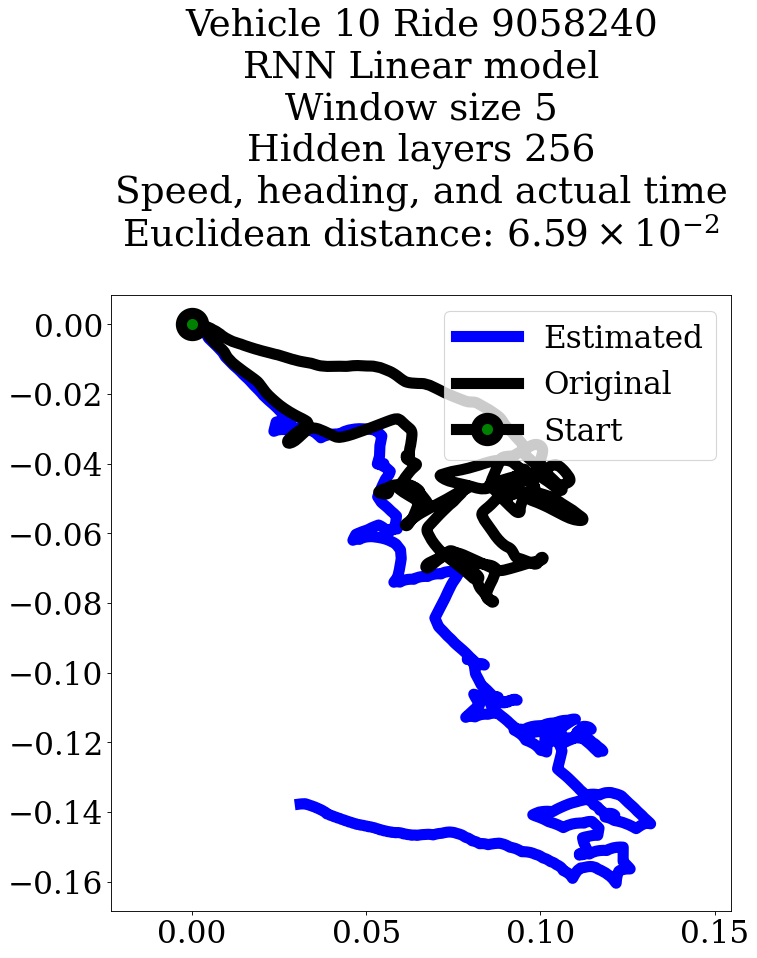 Vehicle 10 Ride 9058240
RNN Linear model
Window size 5
Hidden layers 256
Speed, heading, and actual time
Euclidean distance: 6.59 × 10⁻²
Estimated
Original
Start
0.00
−0.02
−0.04
−0.06
−0.08
−0.10
−0.12
−0.14
−0.16
0.00 0.05 0.10 0.15